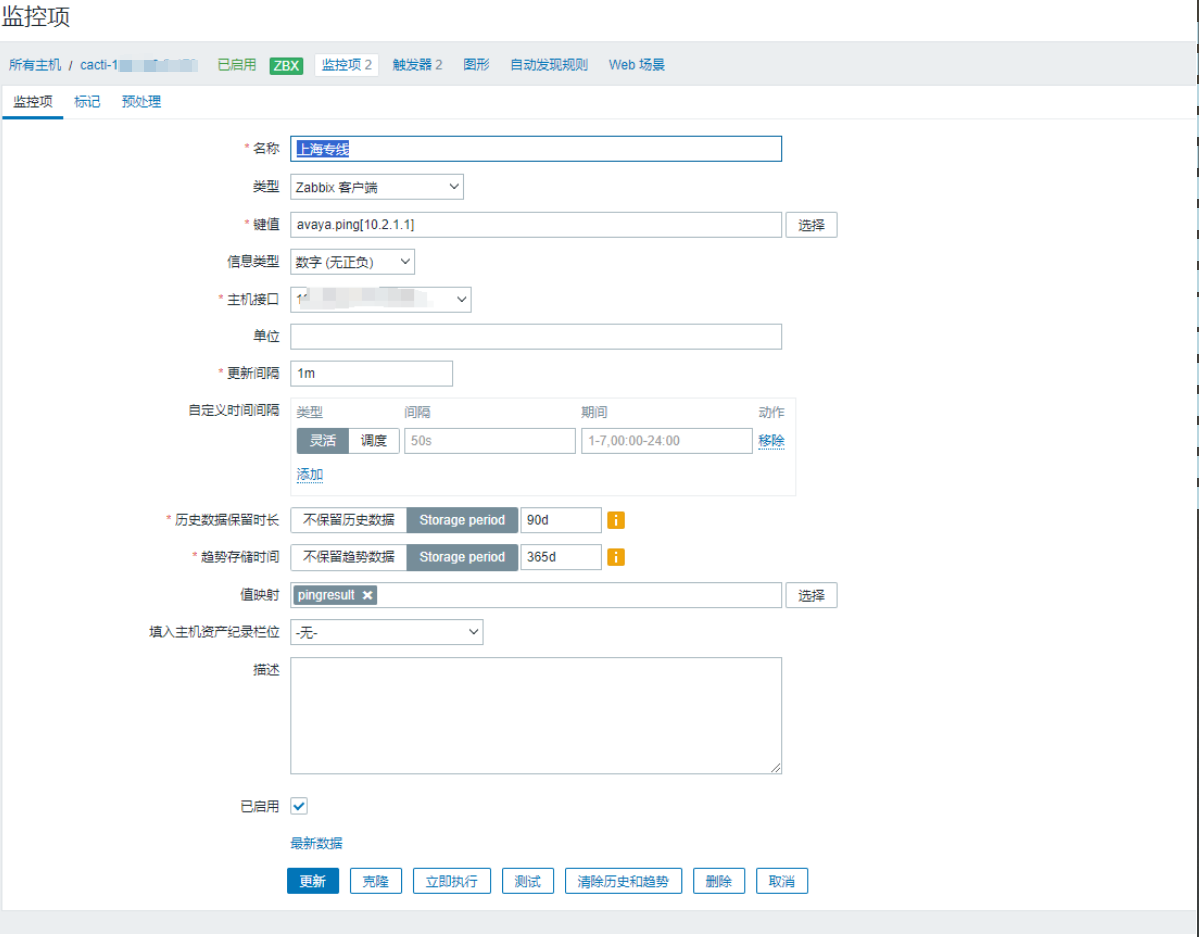 监控项
所有主机 / cacti-1 已启用 ZBX 监控项 2 触发器 2 图形 自动发现规则 Web 场景
监控项 标记 预处理
* 名称 上海专线
类型 Zabbix 客户端
* 键值 avaya.ping[10.2.1.1] 选择
信息类型 数字 (无正负)
* 主机接口
单位
* 更新间隔 1m
自定义时间间隔 类型 间隔 期间 动作
灵活 调度 50s 1-7,00:00-24:00 移除
添加
* 历史数据保留时长 不保留历史数据 Storage period 90d
* 趋势存储时间 不保留趋势数据 Storage period 365d
值映射 pingresult 选择
填入主机资产纪录栏位 -无-
描述
已启用
最新数据
更新 克隆 立即执行 测试 清除历史和趋势 删除 取消